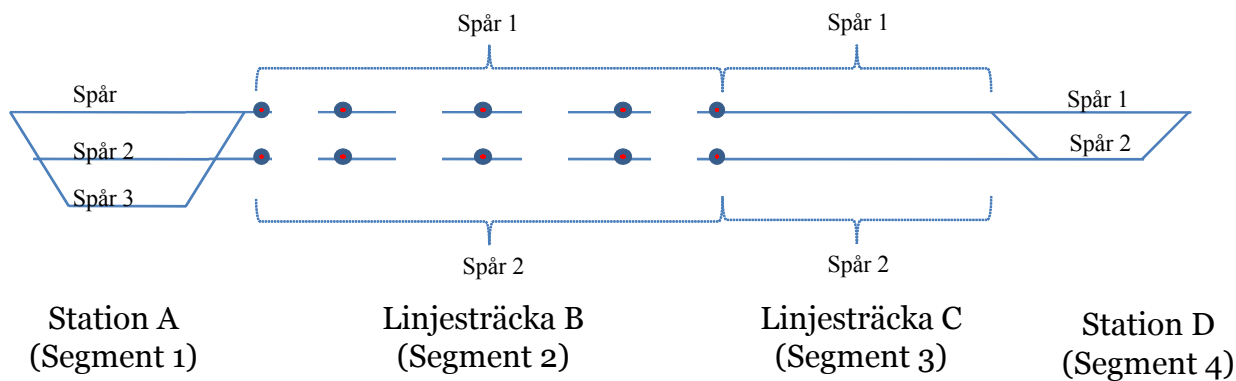 Spår 1
Spår 1
Spår
Spår 1
Spår 2
Spår 2
Spår 3
Spår 2
Spår 2
Station A
(Segment 1)
Linjesträcka B
(Segment 2)
Linjesträcka C
(Segment 3)
Station D
(Segment 4)